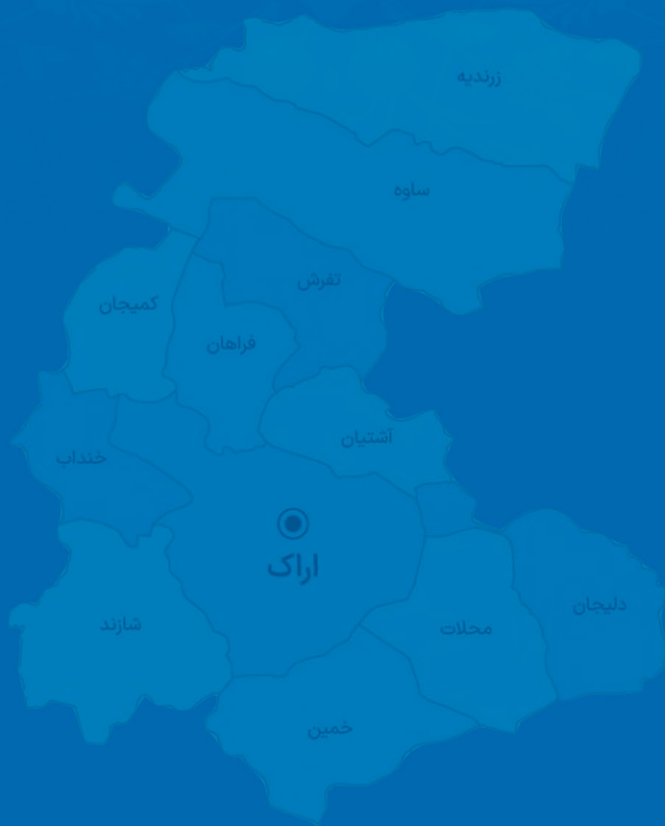 زرندیه
ساوه
تفرش
کمیجان
فراهان
آشتیان
خنداب
اراک
دلیجان
شازند
محلات
خمین